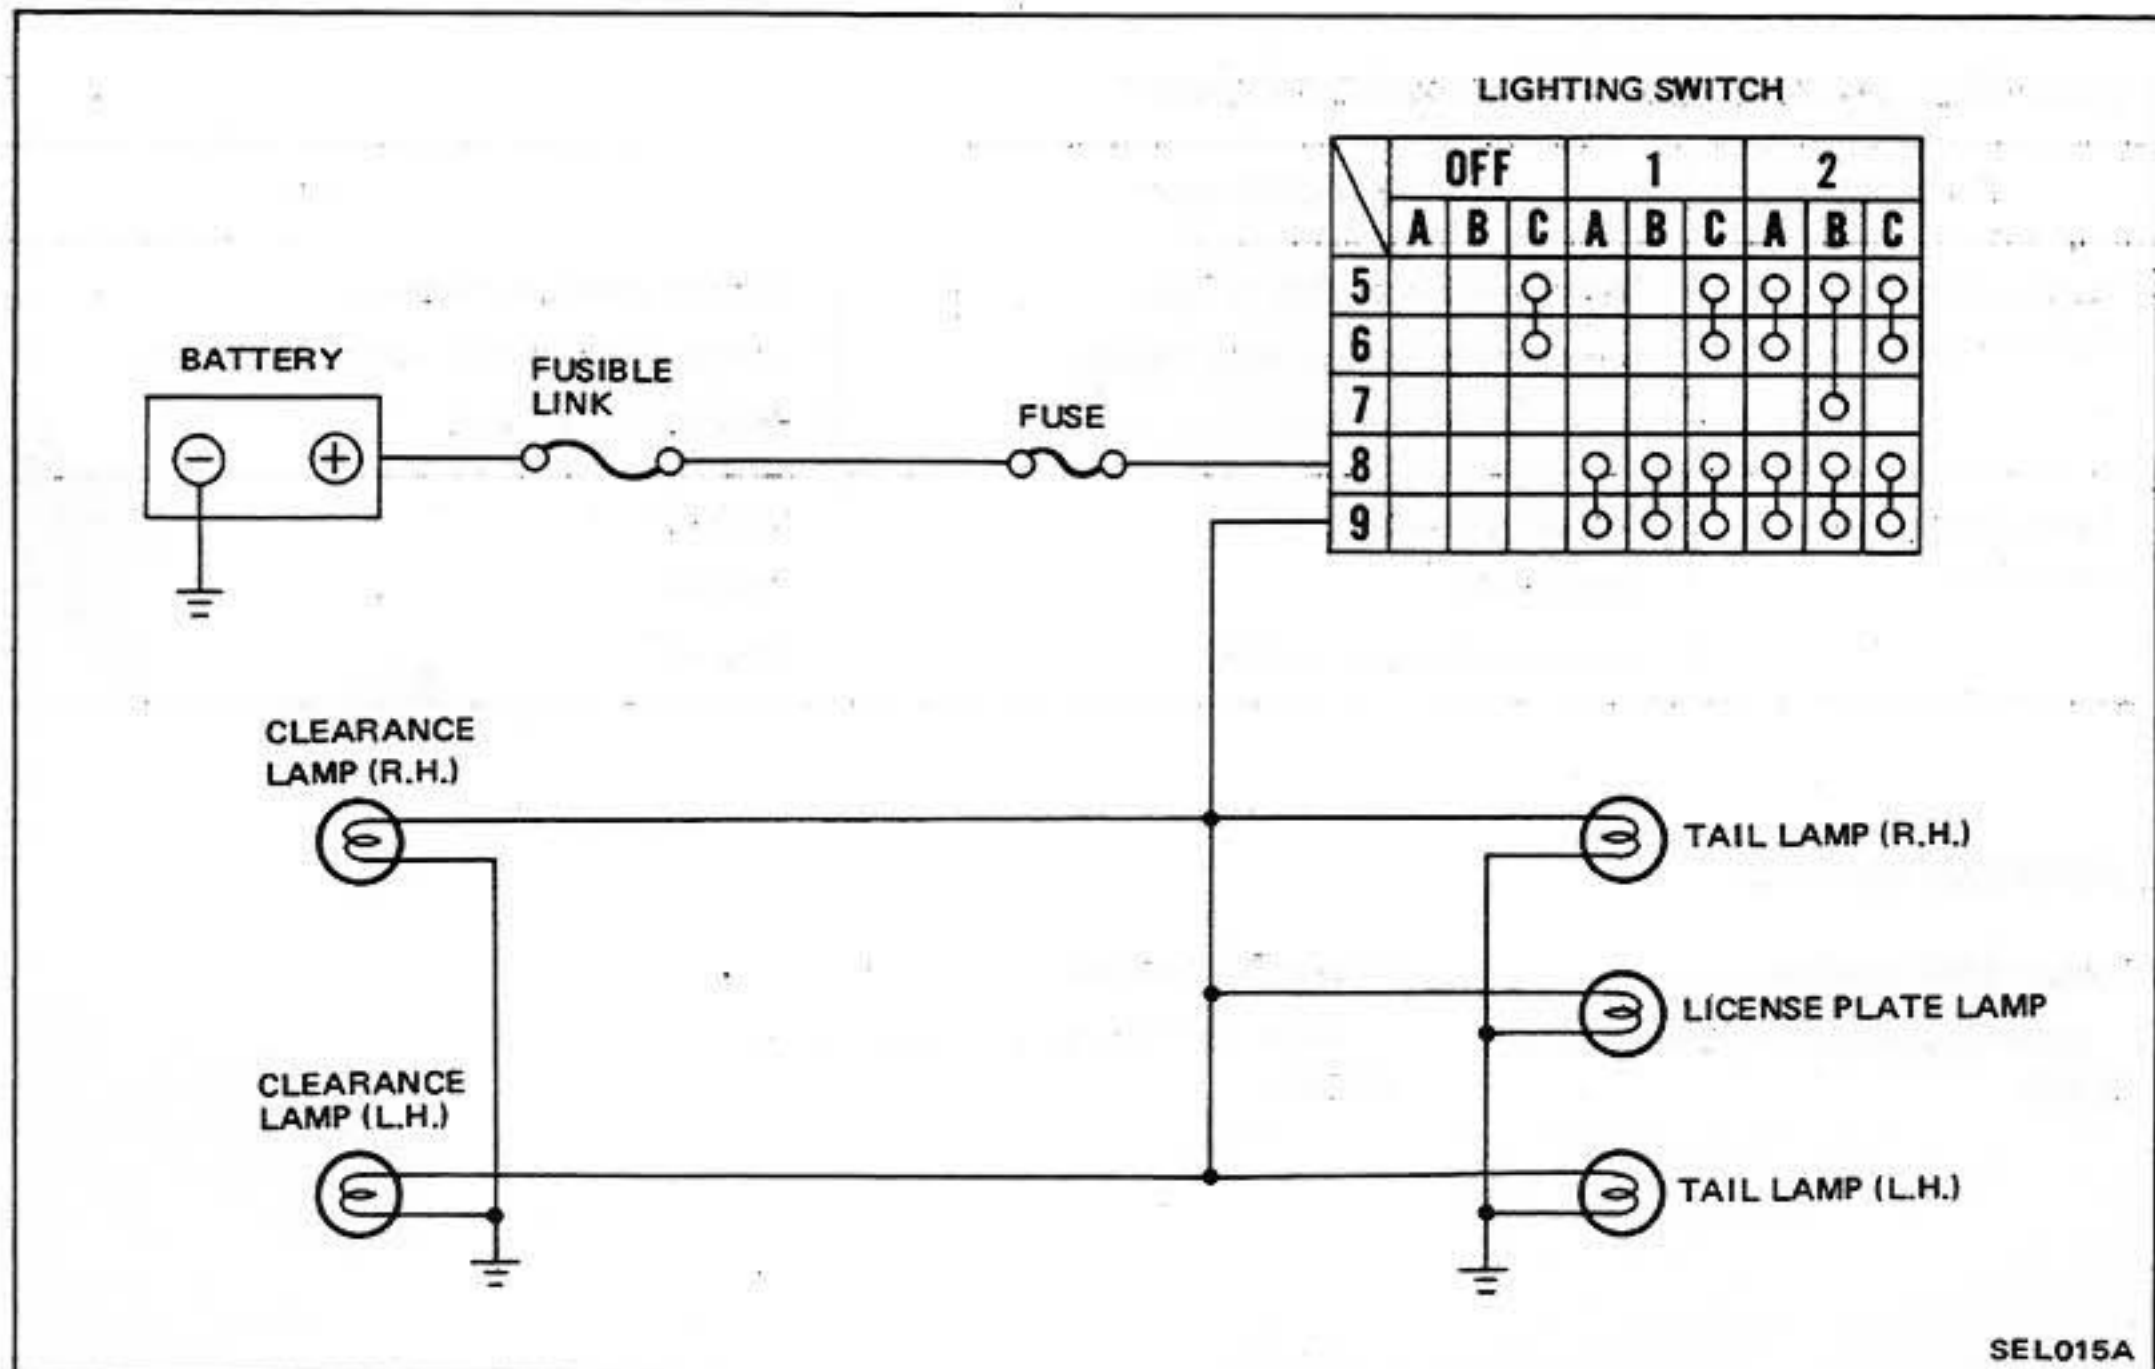 LIGHTING SWITCH
OFF 1 2
A B C A B C A B C
5
6
7
8
9
BATTERY
FUSIBLE
LINK
FUSE
CLEARANCE
LAMP (R.H.)
TAIL LAMP (R.H.)
LICENSE PLATE LAMP
CLEARANCE
LAMP (L.H.)
TAIL LAMP (L.H.)
SEL015A